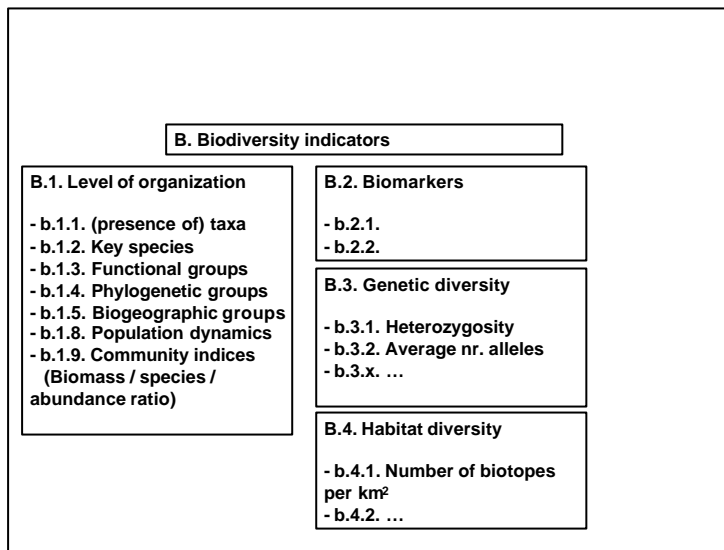 B. Biodiversity indicators
B.1. Level of organization
- b.1.1. (presence of) taxa
- b.1.2. Key species
- b.1.3. Functional groups
- b.1.4. Phylogenetic groups
- b.1.5. Biogeographic groups
- b.1.8. Population dynamics
- b.1.9. Community indices
(Biomass / species /
abundance ratio)
B.2. Biomarkers
- b.2.1.
- b.2.2.
B.3. Genetic diversity
- b.3.1. Heterozygosity
- b.3.2. Average nr. alleles
- b.3.x. …
B.4. Habitat diversity
- b.4.1. Number of biotopes
per km²
- b.4.2. …